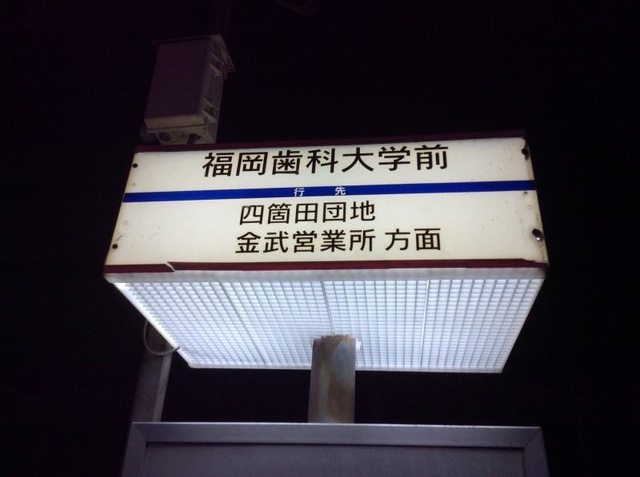 福岡歯科大学前
行先
四箇田団地
金武営業所 方面